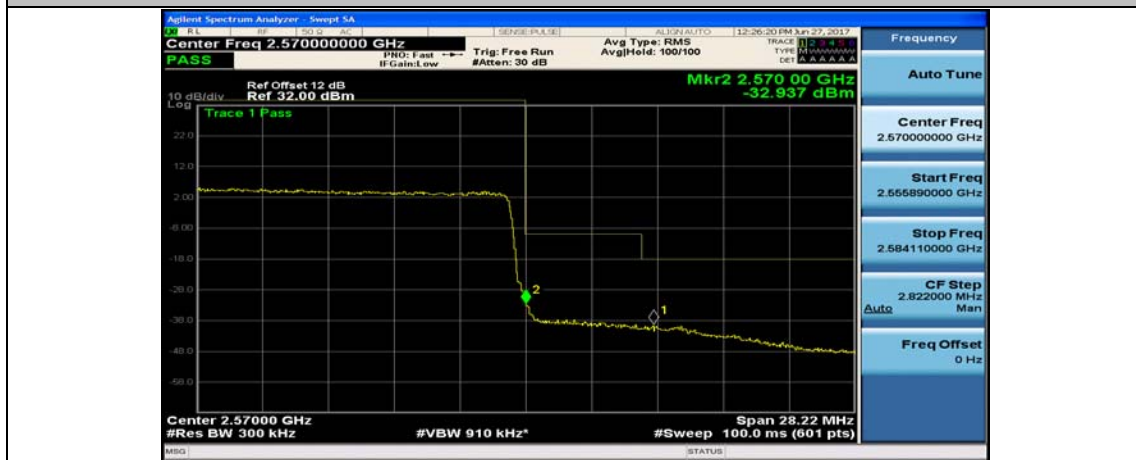 Agilent Spectrum Analyzer - Swept SA
RL RF 50 Ω AC SENSE:PULSE ALIGN AUTO 12:26:20 PM Jun 27, 2017
Center Freq 2.570000000 GHz
PASS
PNO: Fast
IFGain:Low
Trig: Free Run
#Atten: 30 dB
Avg Type: RMS
Avg|Hold: 100/100
TRACE 1 2 3 4 5 6
TYPE M WWWWW
DET A A A A A A
Ref Offset 12 dB
10 dB/div Ref 32.00 dBm
Log
Mkr2 2.570 00 GHz
-32.937 dBm
Trace 1 Pass
22.0
12.0
2.00
-8.00
-18.0
-28.0
-38.0
-48.0
-58.0
2
1
Center 2.57000 GHz
Span 28.22 MHz
#Res BW 300 kHz
#VBW 910 kHz*
#Sweep 100.0 ms (601 pts)
MSG
STATUS
Frequency
Auto Tune
Center Freq
2.570000000 GHz
Start Freq
2.555890000 GHz
Stop Freq
2.584110000 GHz
CF Step
2.822000 MHz
Auto Man
Freq Offset
0 Hz